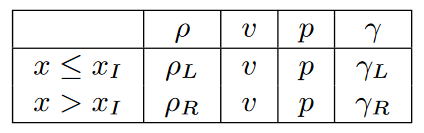 ρ v p γ
x ≤ x_I ρ_L v p γ_L
x > x_I ρ_R v p γ_R